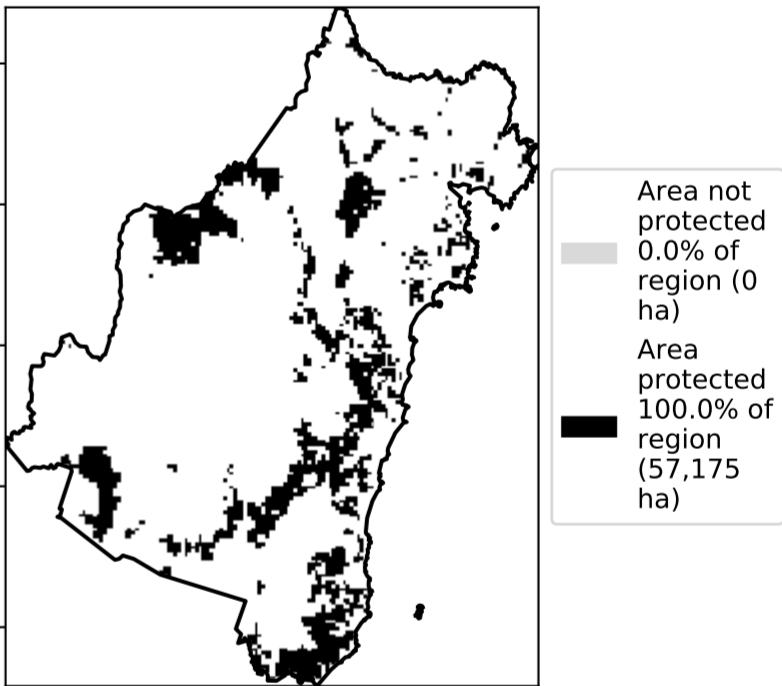 Area not
protected
0.0% of
region (0
ha)
Area
protected
100.0% of
region
(57,175
ha)